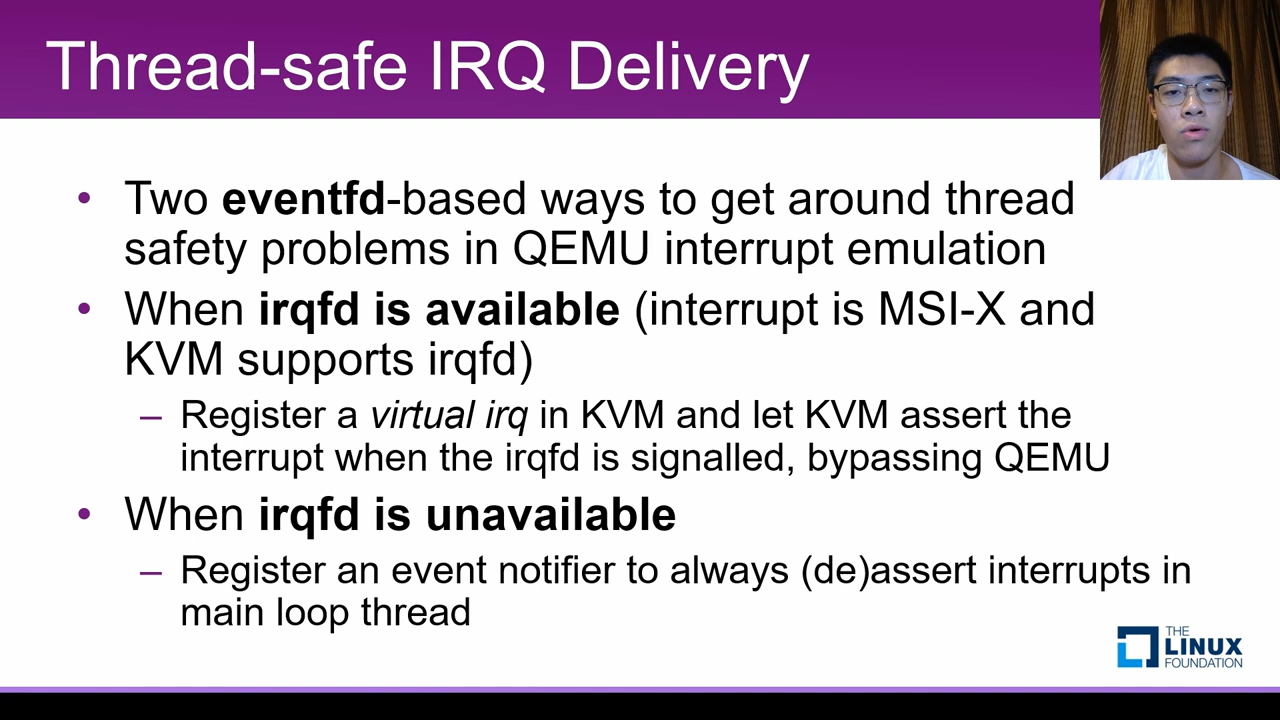 Thread-safe IRQ Delivery
• Two eventfd-based ways to get around thread
safety problems in QEMU interrupt emulation
• When irqfd is available (interrupt is MSI-X and
KVM supports irqfd)
– Register a virtual irq in KVM and let KVM assert the
interrupt when the irqfd is signalled, bypassing QEMU
• When irqfd is unavailable
– Register an event notifier to always (de)assert interrupts in
main loop thread
THE
LINUX
FOUNDATION